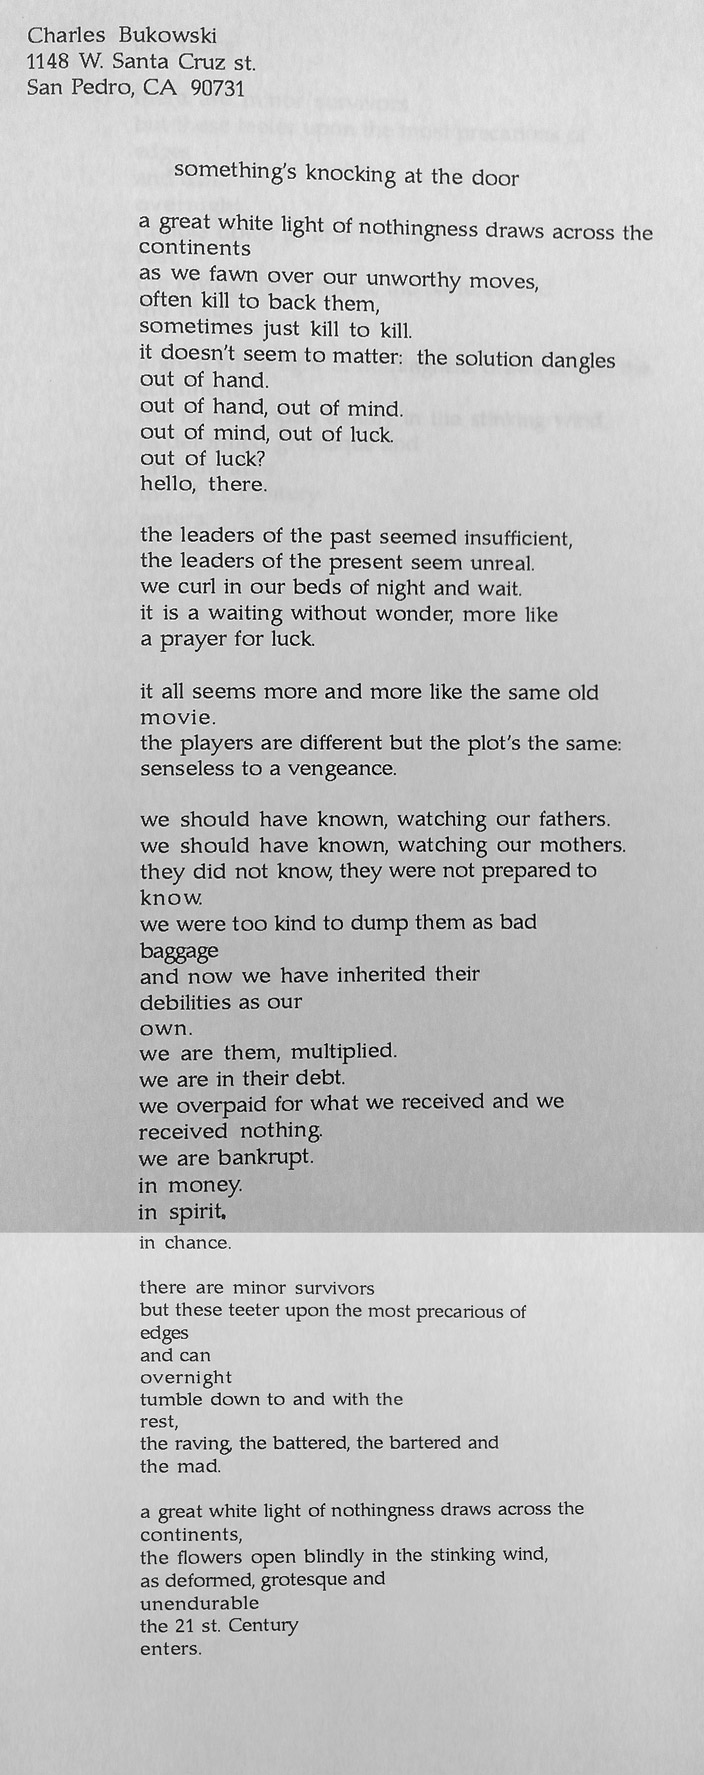 Charles Bukowski
1148 W. Santa Cruz st.
San Pedro, CA 90731
something's knocking at the door
a great white light of nothingness draws across the
continents
as we fawn over our unworthy moves,
often kill to back them,
sometimes just kill to kill.
it doesn't seem to matter: the solution dangles
out of hand.
out of hand, out of mind.
out of mind, out of luck.
out of luck?
hello, there.
the leaders of the past seemed insufficient,
the leaders of the present seem unreal.
we curl in our beds of night and wait.
it is a waiting without wonder, more like
a prayer for luck.
it all seems more and more like the same old
movie.
the players are different but the plot's the same:
senseless to a vengeance.
we should have known, watching our fathers.
we should have known, watching our mothers.
they did not know, they were not prepared to
know.
we were too kind to dump them as bad
baggage
and now we have inherited their
debilities as our
own.
we are them, multiplied.
we are in their debt.
we overpaid for what we received and we
received nothing.
we are bankrupt.
in money.
in spirit.
in chance.
there are minor survivors
but these teeter upon the most precarious of
edges
and can
overnight
tumble down to and with the
rest,
the raving, the battered, the bartered and
the mad.
a great white light of nothingness draws across the
continents,
the flowers open blindly in the stinking wind,
as deformed, grotesque and
unendurable
the 21 st. Century
enters.